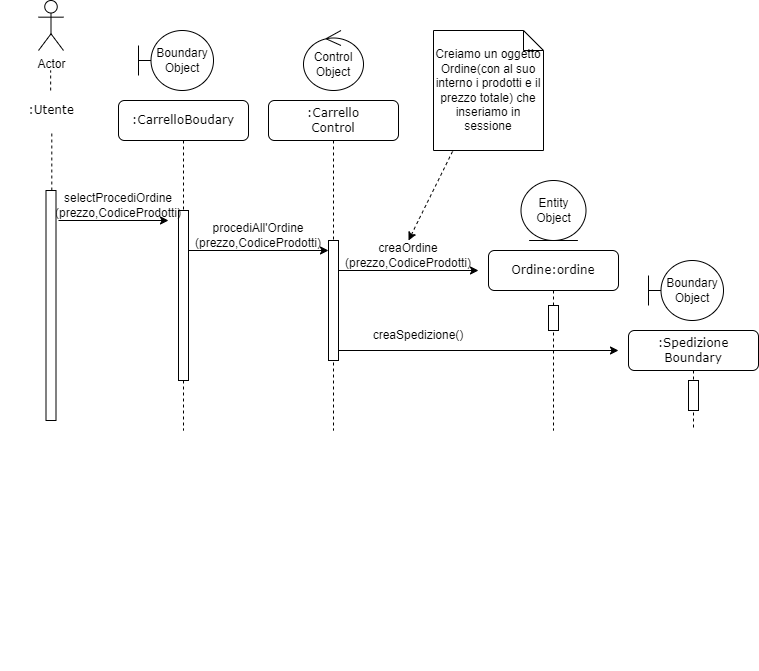 Actor
:Utente
Boundary
Object
:CarrelloBoudary
Control
Object
:Carrello
Control
Creiamo un oggetto
Ordine(con al suo
interno i prodotti e il
prezzo totale) che
inseriamo in
sessione
selectProcediOrdine
(prezzo,CodiceProdotti)
procediAll'Ordine
(prezzo,CodiceProdotti)
creaOrdine
(prezzo,CodiceProdotti)
Entity
Object
Ordine:ordine
creaSpedizione()
Boundary
Object
:Spedizione
Boundary